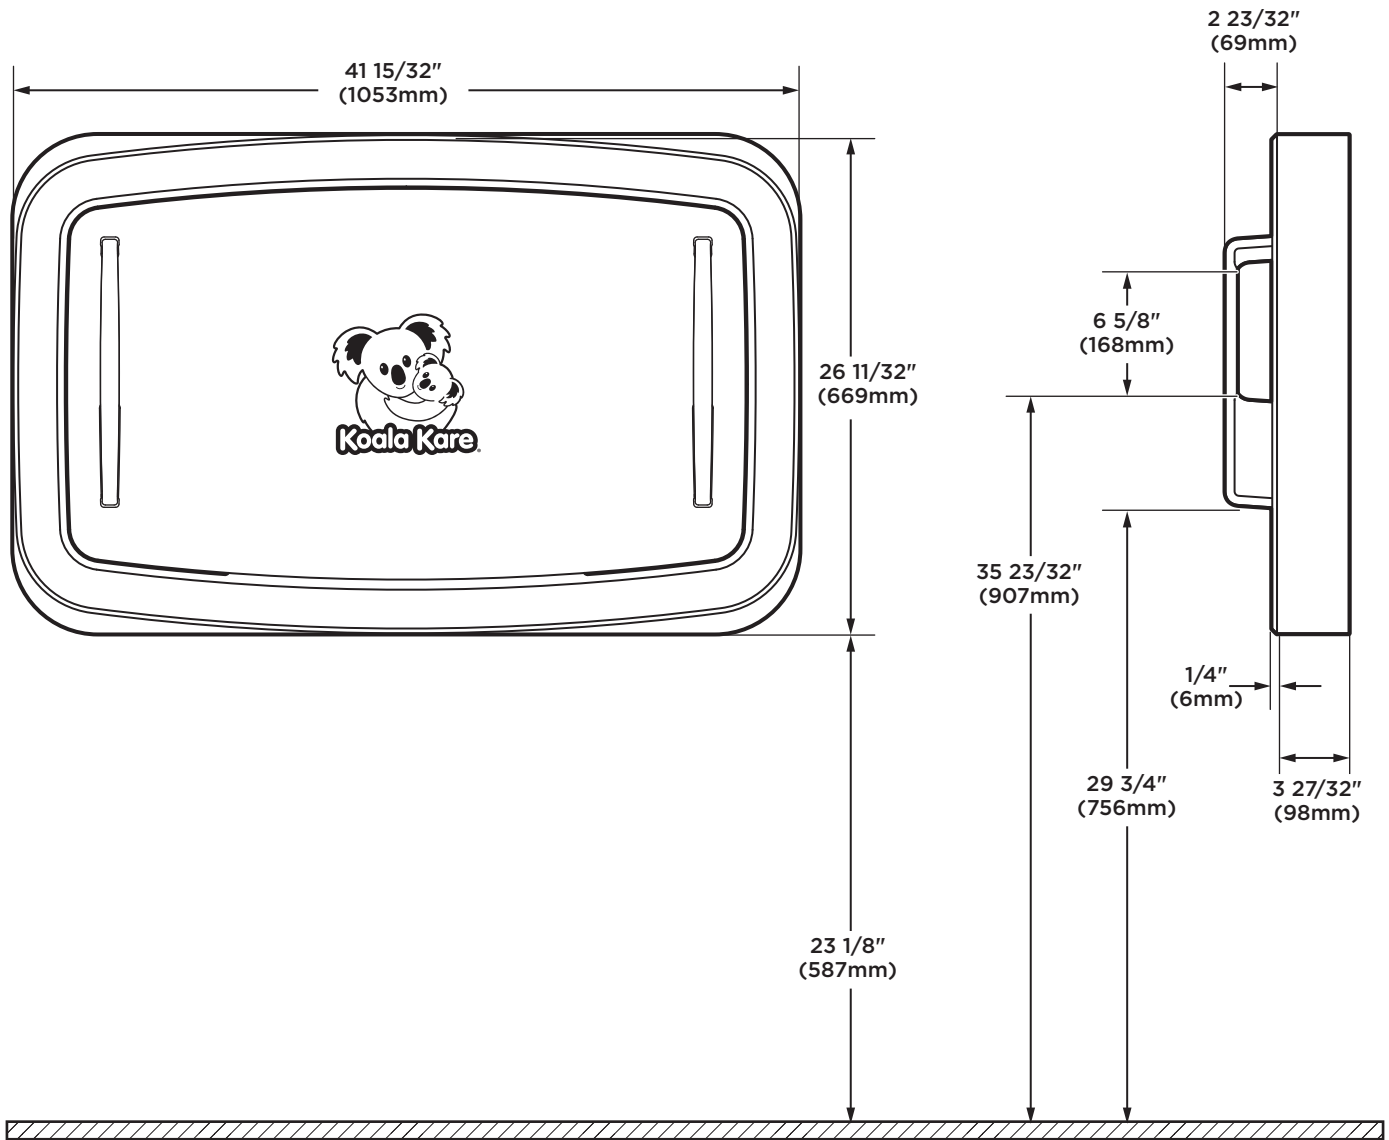 2 23/32"
(69mm)
41 15/32"
(1053mm)
6 5/8"
(168mm)
26 11/32"
(669mm)
Koala Kare®
35 23/32"
(907mm)
1/4"
(6mm)
29 3/4"
(756mm)
3 27/32"
(98mm)
23 1/8"
(587mm)